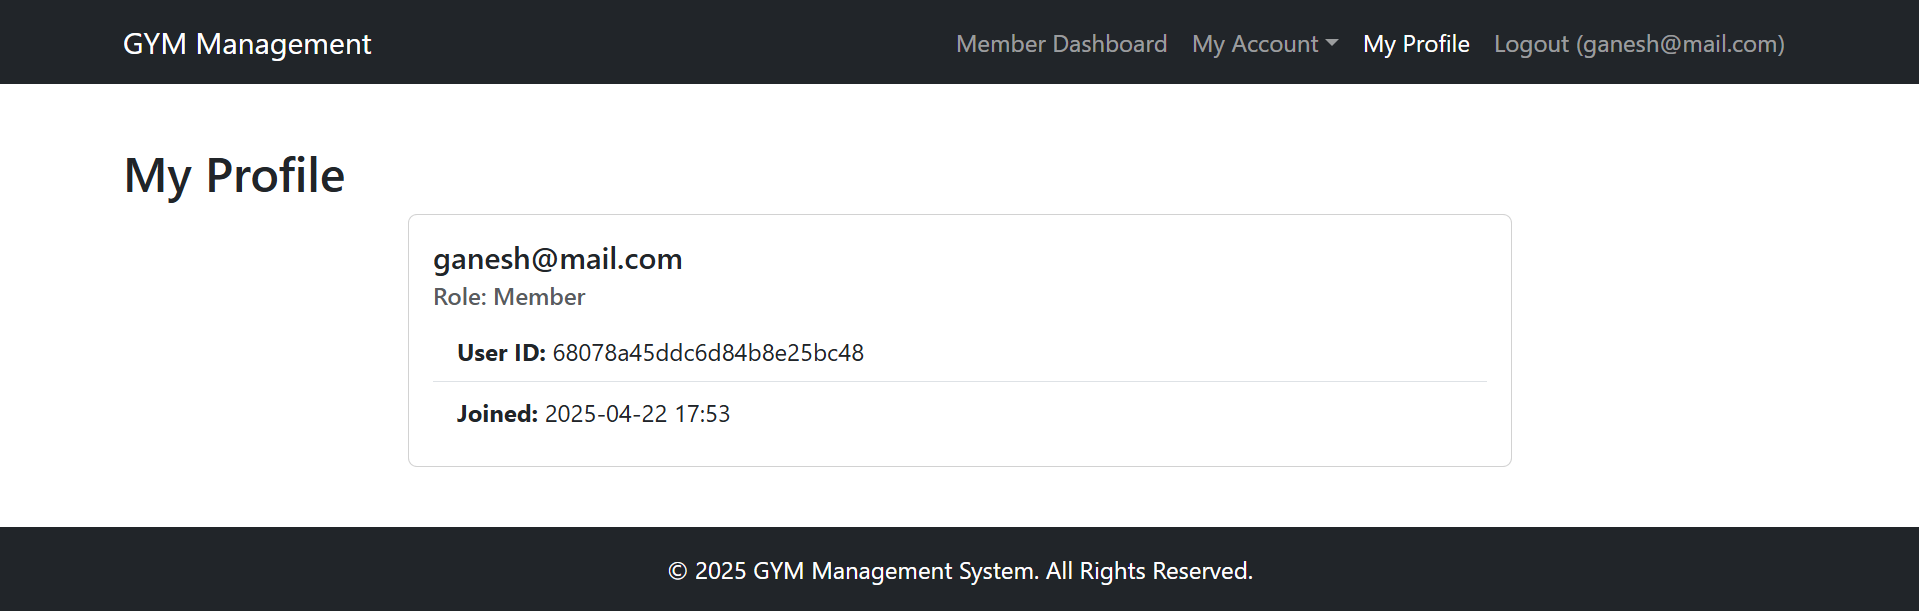 GYM Management
Member Dashboard My Account My Profile Logout (ganesh@mail.com)
My Profile
ganesh@mail.com
Role: Member
User ID: 68078a45ddc6d84b8e25bc48
Joined: 2025-04-22 17:53
© 2025 GYM Management System. All Rights Reserved.